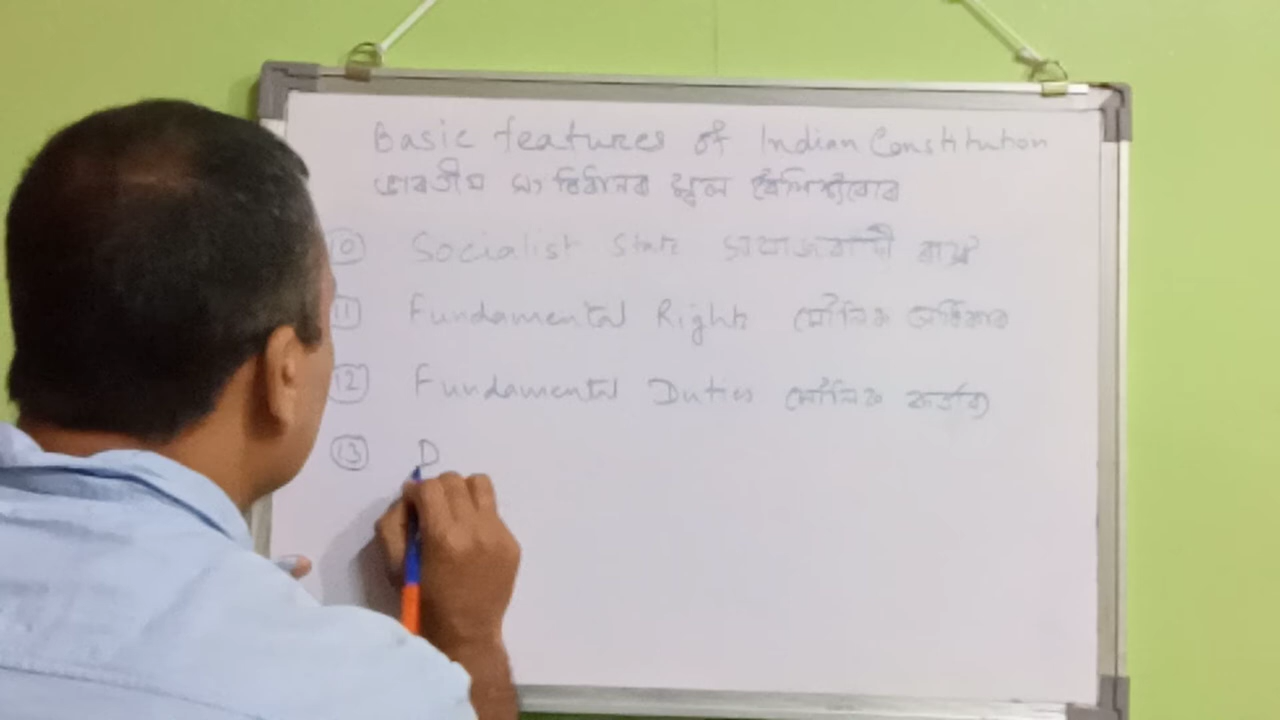 Basic features of Indian Constitution
ভাৰতীয় সংবিধানৰ মূল বৈশিষ্ট্যবোৰ
10 Socialist State সমাজবাদী ৰাষ্ট্ৰ
11 Fundamental Rights মৌলিক অধিকাৰ
12 Fundamental Duties মৌলিক কৰ্তব্য
13 D